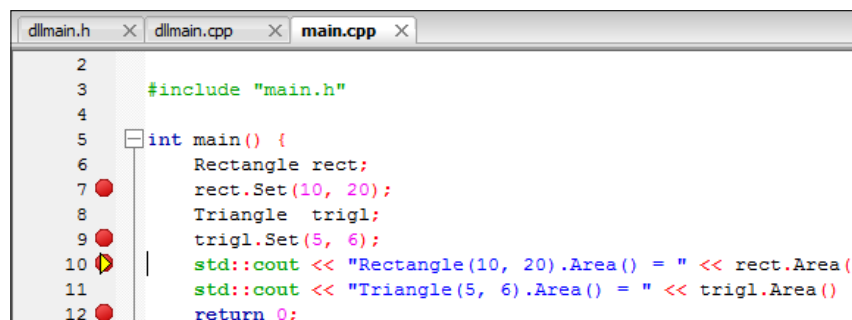 dllmain.h dllmain.cpp main.cpp
2
3 #include "main.h"
4
5 int main() {
6 Rectangle rect;
7 rect.Set(10, 20);
8 Triangle  trigl;
9 trigl.Set(5, 6);
10 std::cout << "Rectangle(10, 20).Area() = " << rect.Area(
11 std::cout << "Triangle(5, 6).Area() = " << trigl.Area()
12 return 0;